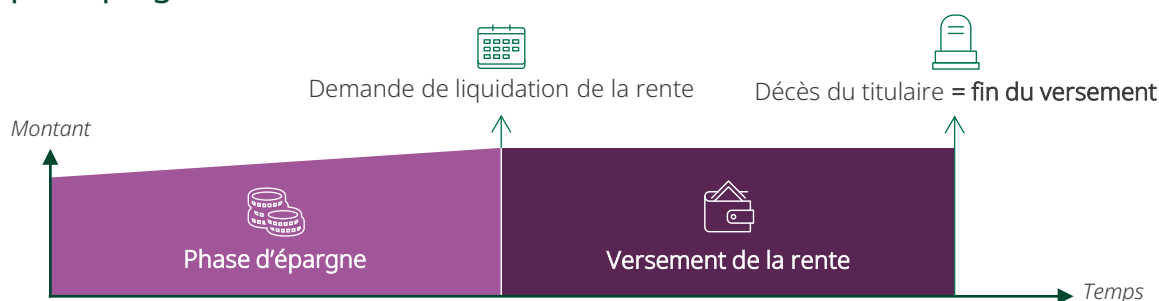 Demande de liquidation de la rente
Décès du titulaire = fin du versement
Montant
Phase d'épargne
Versement de la rente
Temps